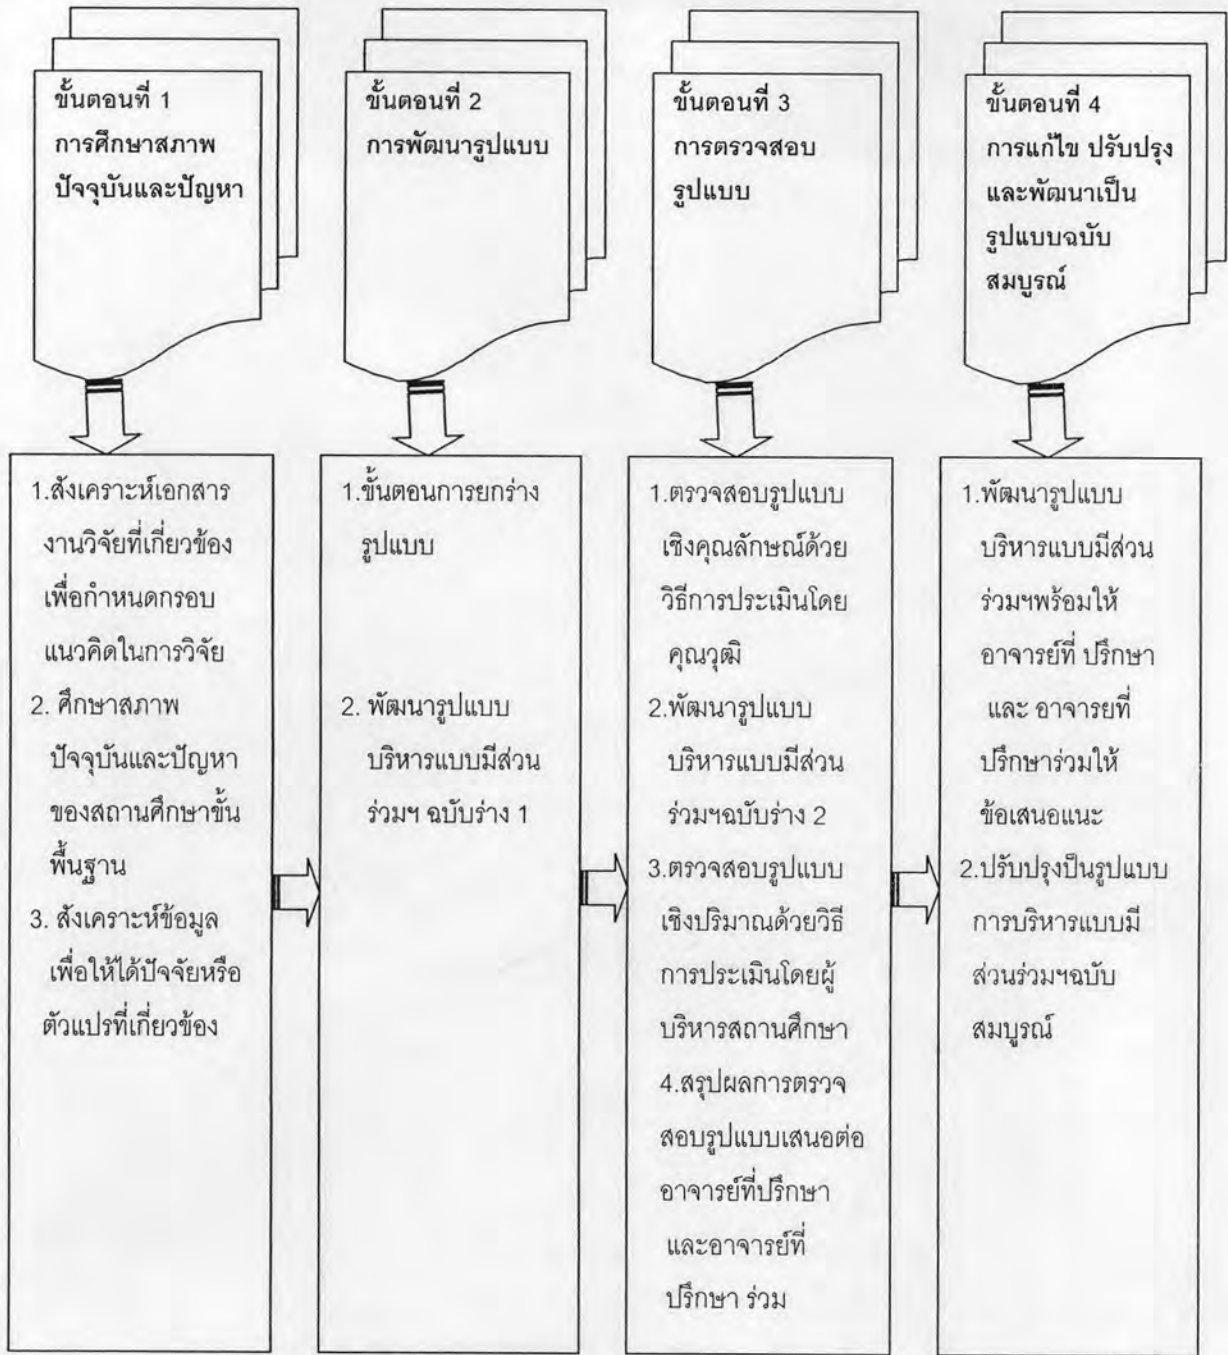 ขั้นตอนที่ 1
การศึกษาสภาพ
ปัจจุบันและปัญหา
ขั้นตอนที่ 2
การพัฒนารูปแบบ
ขั้นตอนที่ 3
การตรวจสอบ
รูปแบบ
ขั้นตอนที่ 4
การแก้ไข ปรับปรุง
และพัฒนาเป็น
รูปแบบฉบับ
สมบูรณ์
1.สังเคราะห์เอกสาร
งานวิจัยที่เกี่ยวข้อง
เพื่อกำหนดกรอบ
แนวคิดในการวิจัย
2. ศึกษาสภาพ
ปัจจุบันและปัญหา
ของสถานศึกษาขั้น
พื้นฐาน
3. สังเคราะห์ข้อมูล
เพื่อให้ได้ปัจจัยหรือ
ตัวแปรที่เกี่ยวข้อง
1.ขั้นตอนการยกร่าง
รูปแบบ
2. พัฒนารูปแบบ
บริหารแบบมีส่วน
ร่วมฯ ฉบับร่าง 1
1.ตรวจสอบรูปแบบ
เชิงคุณลักษณ์ด้วย
วิธีการประเมินโดย
คุณวุฒิ
2.พัฒนารูปแบบ
บริหารแบบมีส่วน
ร่วมฯฉบับร่าง 2
3.ตรวจสอบรูปแบบ
เชิงปริมาณด้วยวิธี
การประเมินโดยผู้
บริหารสถานศึกษา
4.สรุปผลการตรวจ
สอบรูปแบบเสนอต่อ
อาจารย์ที่ปรึกษา
และอาจารย์ที่
ปรึกษา ร่วม
1.พัฒนารูปแบบ
บริหารแบบมีส่วน
ร่วมฯพร้อมให้
อาจารย์ที่ ปรึกษา
และ อาจารยที่
ปรึกษาร่วมให้
ข้อเสนอแนะ
2.ปรับปรุงป็นรูปแบบ
การบริหารแบบมี
ส่วนร่วมฯฉบับ
สมบูรณ์